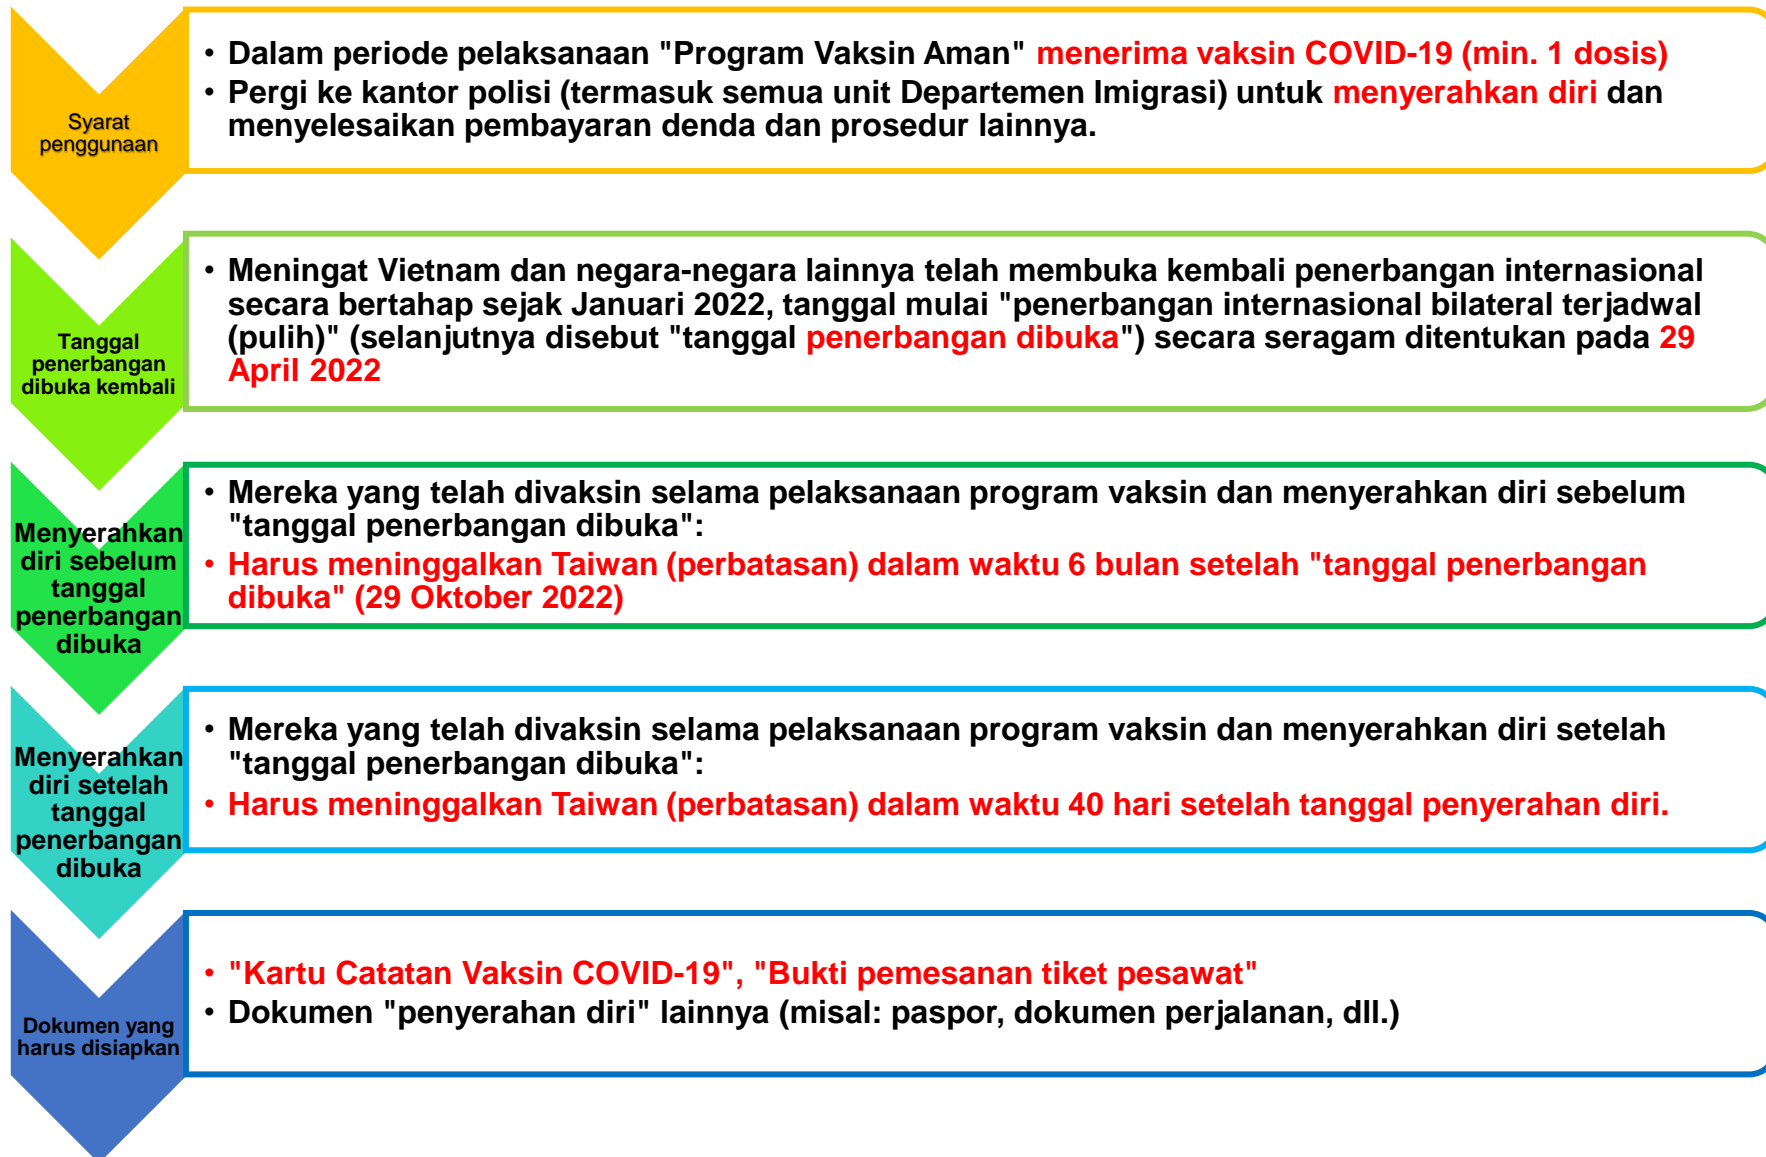 Syarat
penggunaan
• Dalam periode pelaksanaan "Program Vaksin Aman" menerima vaksin COVID-19 (min. 1 dosis)
• Pergi ke kantor polisi (termasuk semua unit Departemen Imigrasi) untuk menyerahkan diri dan
menyelesaikan pembayaran denda dan prosedur lainnya.
Tanggal
penerbangan
dibuka kembali
• Meningat Vietnam dan negara-negara lainnya telah membuka kembali penerbangan internasional
secara bertahap sejak Januari 2022, tanggal mulai "penerbangan internasional bilateral terjadwal
(pulih)" (selanjutnya disebut "tanggal penerbangan dibuka") secara seragam ditentukan pada 29
April 2022
Menyerahkan
diri sebelum
tanggal
penerbangan
dibuka
• Mereka yang telah divaksin selama pelaksanaan program vaksin dan menyerahkan diri sebelum
"tanggal penerbangan dibuka":
• Harus meninggalkan Taiwan (perbatasan) dalam waktu 6 bulan setelah "tanggal penerbangan
dibuka" (29 Oktober 2022)
Menyerahkan
diri setelah
tanggal
penerbangan
dibuka
• Mereka yang telah divaksin selama pelaksanaan program vaksin dan menyerahkan diri setelah
"tanggal penerbangan dibuka":
• Harus meninggalkan Taiwan (perbatasan) dalam waktu 40 hari setelah tanggal penyerahan diri.
Dokumen yang
harus disiapkan
• "Kartu Catatan Vaksin COVID-19", "Bukti pemesanan tiket pesawat"
• Dokumen "penyerahan diri" lainnya (misal: paspor, dokumen perjalanan, dll.)